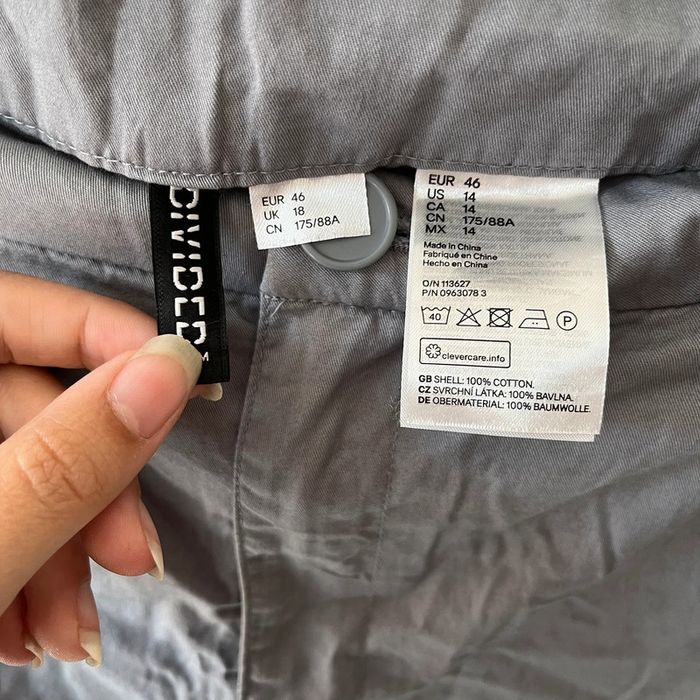 DIVIDED
EUR 46
UK 18
CN 175/88A
EUR 46
US 14
CA 14
CN 175/88A
MX 14
Made in China
Fabriqué en Chine
Hecho en China
O/N 113627
P/N 0963078 3
40
P
clevercare.info
GB SHELL: 100% COTTON.
CZ SVRCHNÍ LÁTKA: 100% BAVLNA.
DE OBERMATERIAL: 100% BAUMWOLLE.